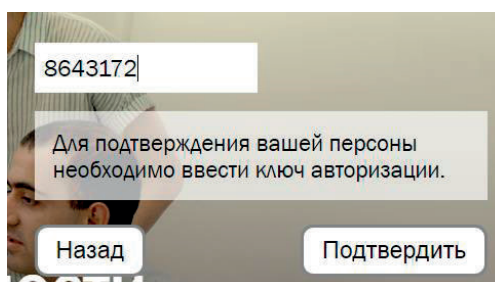 8643172
Для подтверждения вашей персоны
необходимо ввести ключ авторизации.
Назад
Подтвердить